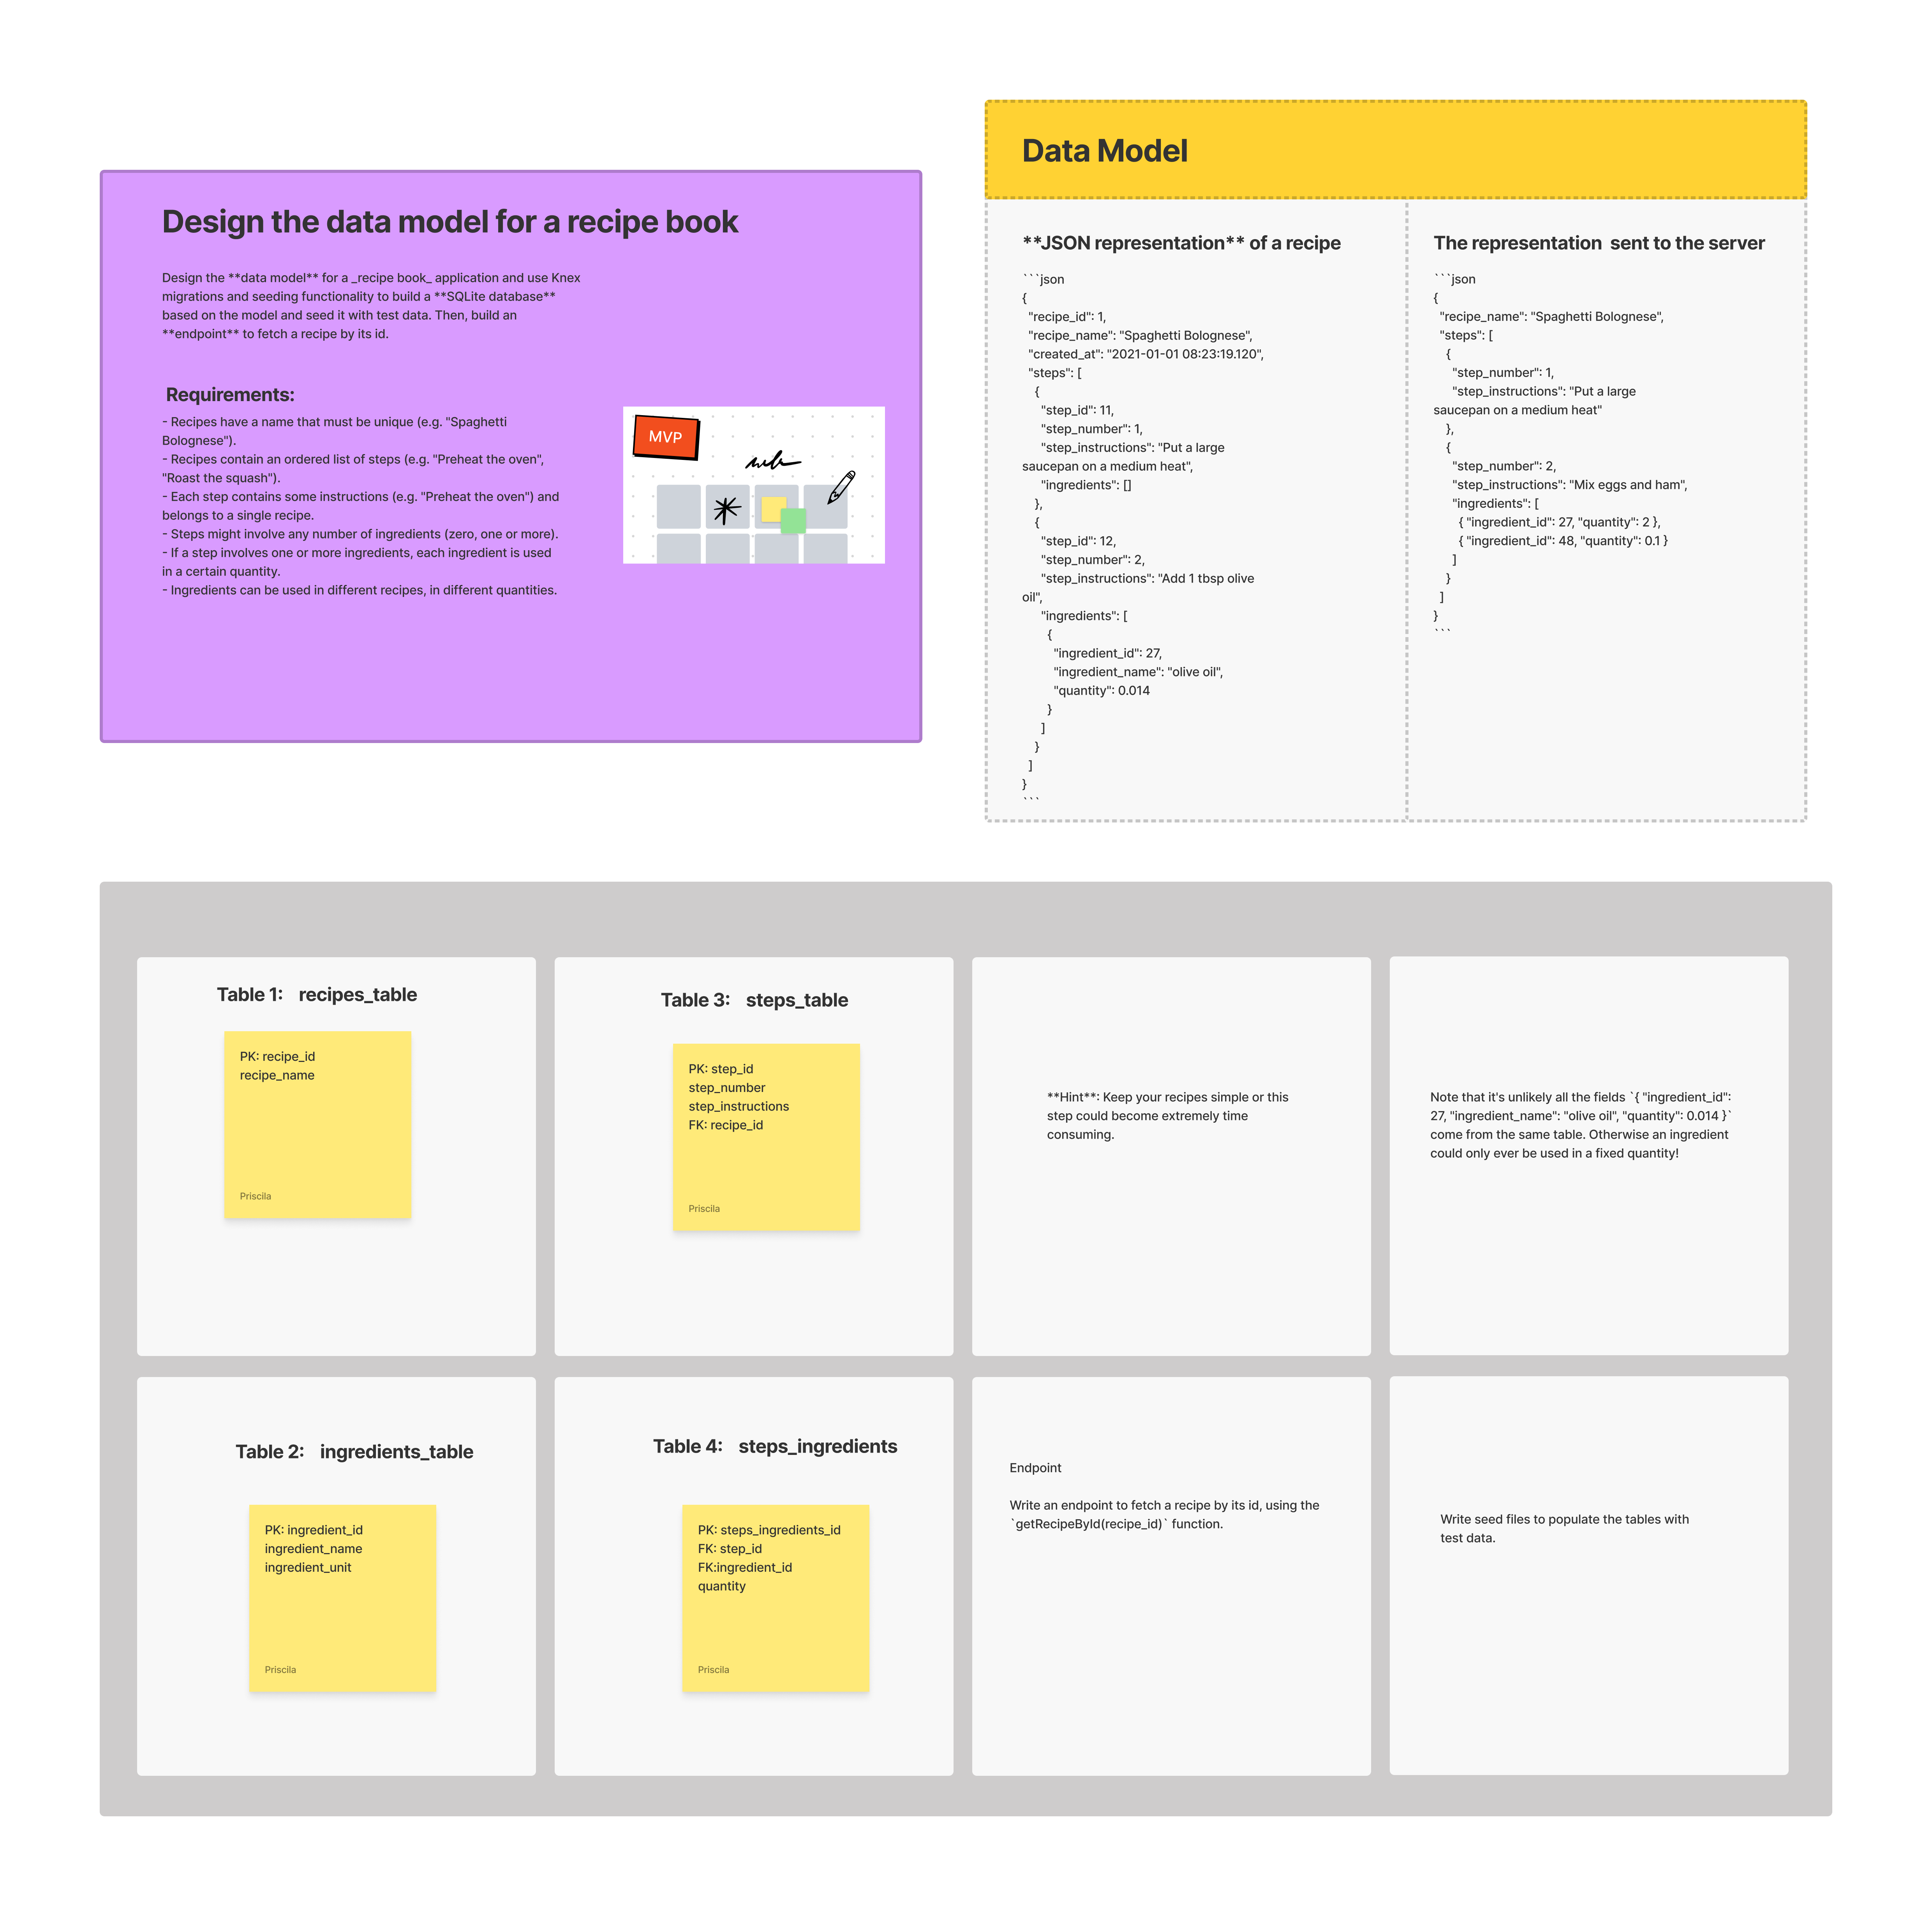 Design the data model for a recipe book
Design the **data model** for a _recipe book_ application and use Knex
migrations and seeding functionality to build a **SQLite database**
based on the model and seed it with test data. Then, build an
**endpoint** to fetch a recipe by its id.
Requirements:
- Recipes have a name that must be unique (e.g. "Spaghetti
Bolognese").
- Recipes contain an ordered list of steps (e.g. "Preheat the oven",
"Roast the squash").
- Each step contains some instructions (e.g. "Preheat the oven") and
belongs to a single recipe.
- Steps might involve any number of ingredients (zero, one or more).
- If a step involves one or more ingredients, each ingredient is used
in a certain quantity.
- Ingredients can be used in different recipes, in different quantities.
MVP
Data Model
**JSON representation** of a recipe
```json
{
"recipe_id": 1,
"recipe_name": "Spaghetti Bolognese",
"created_at": "2021-01-01 08:23:19.120",
"steps": [
{
"step_id": 11,
"step_number": 1,
"step_instructions": "Put a large
saucepan on a medium heat",
"ingredients": []
},
{
"step_id": 12,
"step_number": 2,
"step_instructions": "Add 1 tbsp olive
oil",
"ingredients": [
{
"ingredient_id": 27,
"ingredient_name": "olive oil",
"quantity": 0.014
}
]
}
]
}
```
The representation  sent to the server
```json
{
"recipe_name": "Spaghetti Bolognese",
"steps": [
{
"step_number": 1,
"step_instructions": "Put a large
saucepan on a medium heat"
},
{
"step_number": 2,
"step_instructions": "Mix eggs and ham",
"ingredients": [
{ "ingredient_id": 27, "quantity": 2 },
{ "ingredient_id": 48, "quantity": 0.1 }
]
}
]
}
```
Table 1:   recipes_table
PK: recipe_id
recipe_name
Priscila
Table 3:   steps_table
PK: step_id
step_number
step_instructions
FK: recipe_id
Priscila
**Hint**: Keep your recipes simple or this
step could become extremely time
consuming.
Note that it's unlikely all the fields `{ "ingredient_id":
27, "ingredient_name": "olive oil", "quantity": 0.014 }`
come from the same table. Otherwise an ingredient
could only ever be used in a fixed quantity!
Table 2:   ingredients_table
PK: ingredient_id
ingredient_name
ingredient_unit
Priscila
Table 4:   steps_ingredients
PK: steps_ingredients_id
FK: step_id
FK:ingredient_id
quantity
Priscila
Endpoint
Write an endpoint to fetch a recipe by its id, using the
`getRecipeById(recipe_id)` function.
Write seed files to populate the tables with
test data.